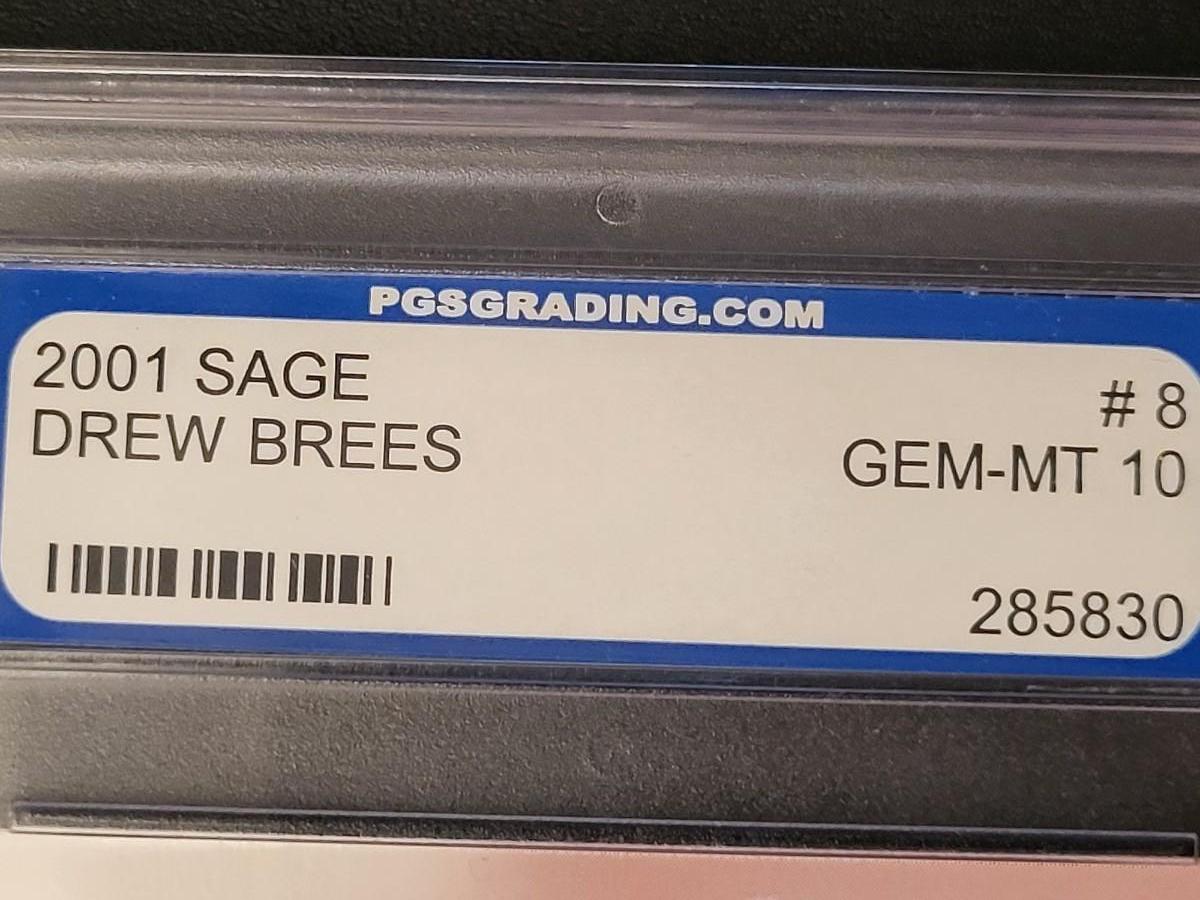 PGSGRADING.COM
2001 SAGE # 8
DREW BREES GEM-MT 10
285830